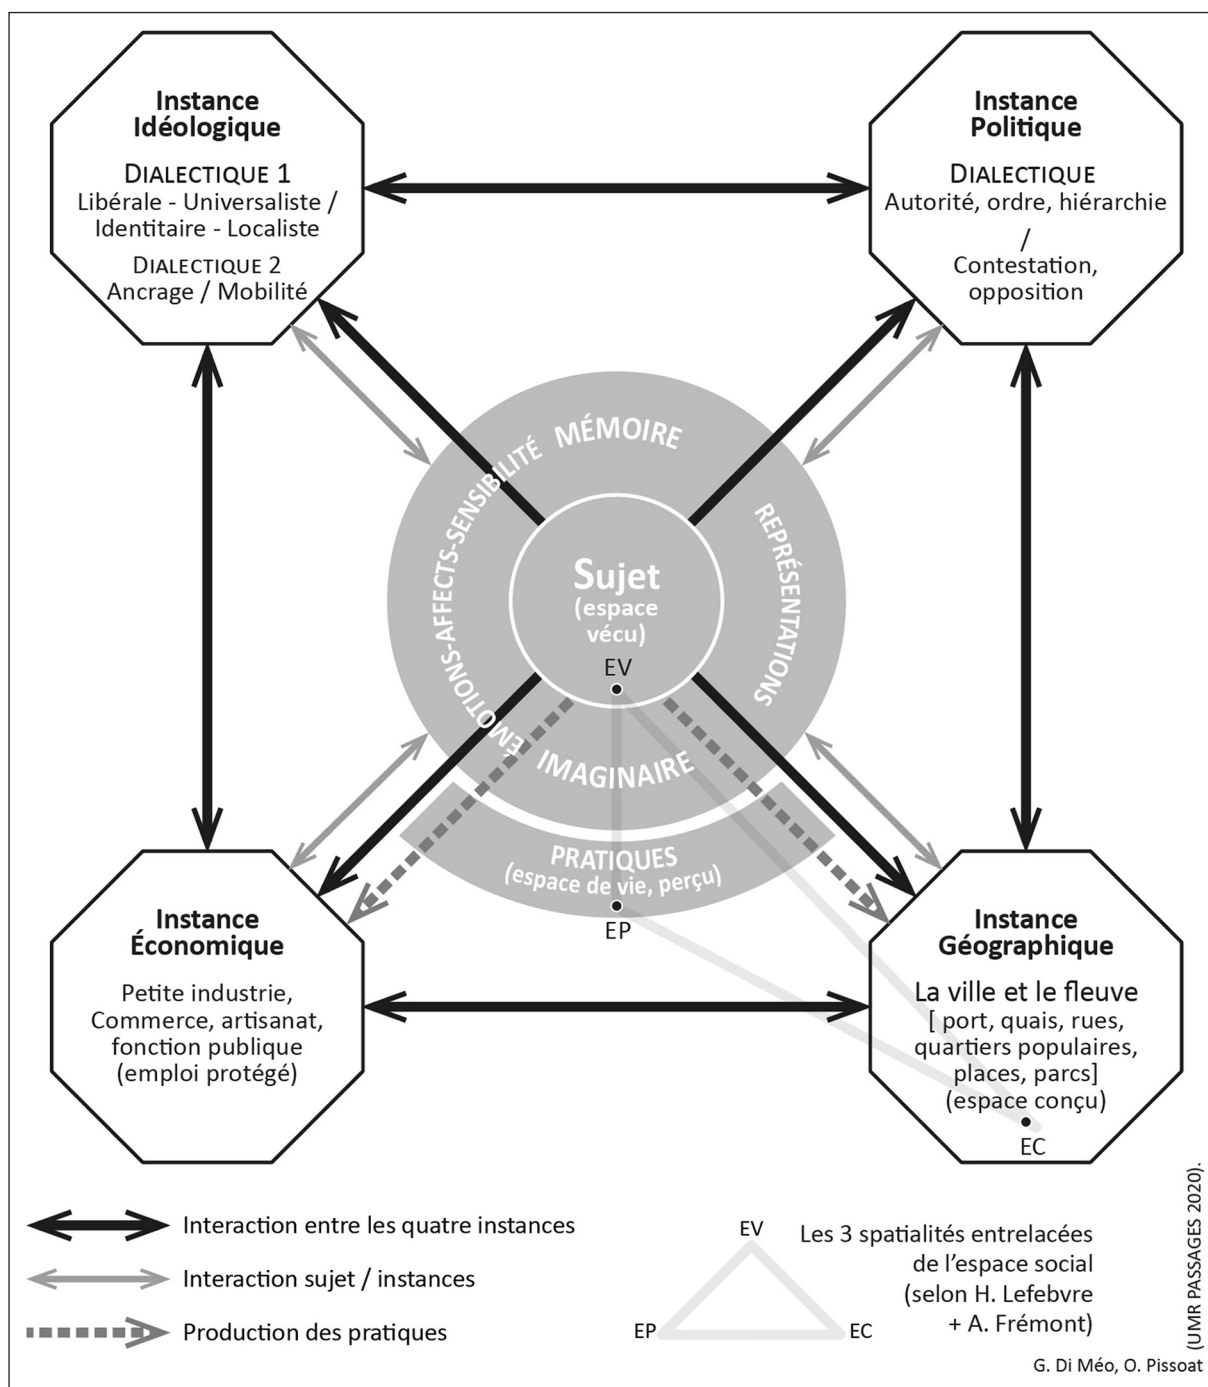 Instance
Idéologique
DIALECTIQUE 1
Libérale - Universaliste /
Identitaire - Localiste
DIALECTIQUE 2
Ancrage / Mobilité
Instance
Politique
DIALECTIQUE
Autorité, ordre, hiérarchie
/
Contestation,
opposition
MÉMOIRE
ÉMOTIONS-AFFECTS-SENSIBILITÉ
REPRÉSENTATIONS
Sujet
(espace
vécu)
EV
IMAGINAIRE
PRATIQUES
(espace de vie, perçu)
EP
Instance
Économique
Petite industrie,
Commerce, artisanat,
fonction publique
(emploi protégé)
Instance
Géographique
La ville et le fleuve
[ port, quais, rues,
quartiers populaires,
places, parcs]
(espace conçu)
EC
Interaction entre les quatre instances
Interaction sujet / instances
Production des pratiques
EV
EP
EC
Les 3 spatialités entrelacées
de l’espace social
(selon H. Lefebvre
+ A. Frémont)
(UMR PASSAGES 2020).
G. Di Méo, O. Pissoat